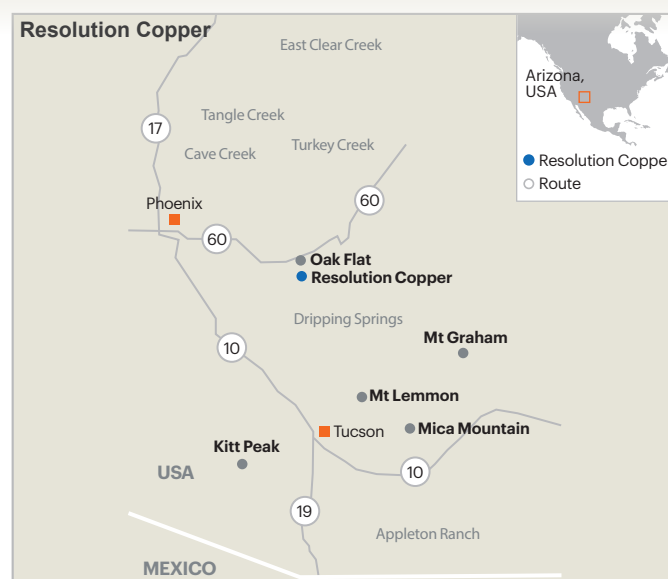 Resolution Copper
East Clear Creek
Arizona,
USA
Resolution Coppe
Route
17
Tangle Creek
Cave Creek
Turkey Creek
Phoenix
60
60
Oak Flat
Resolution Copper
Dripping Springs
10
Mt Graham
Mt Lemmon
Tucson
Mica Mountain
Kitt Peak
USA
10
19
Appleton Ranch
MEXICO